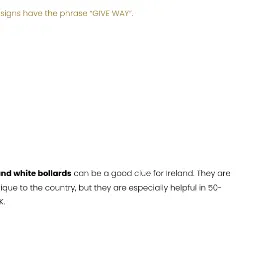 signs have the phrase "GIVE WAY".
nd white bollards can be a good clue for Ireland. They are
ique to the country, but they are especially helpful in 50-
K.